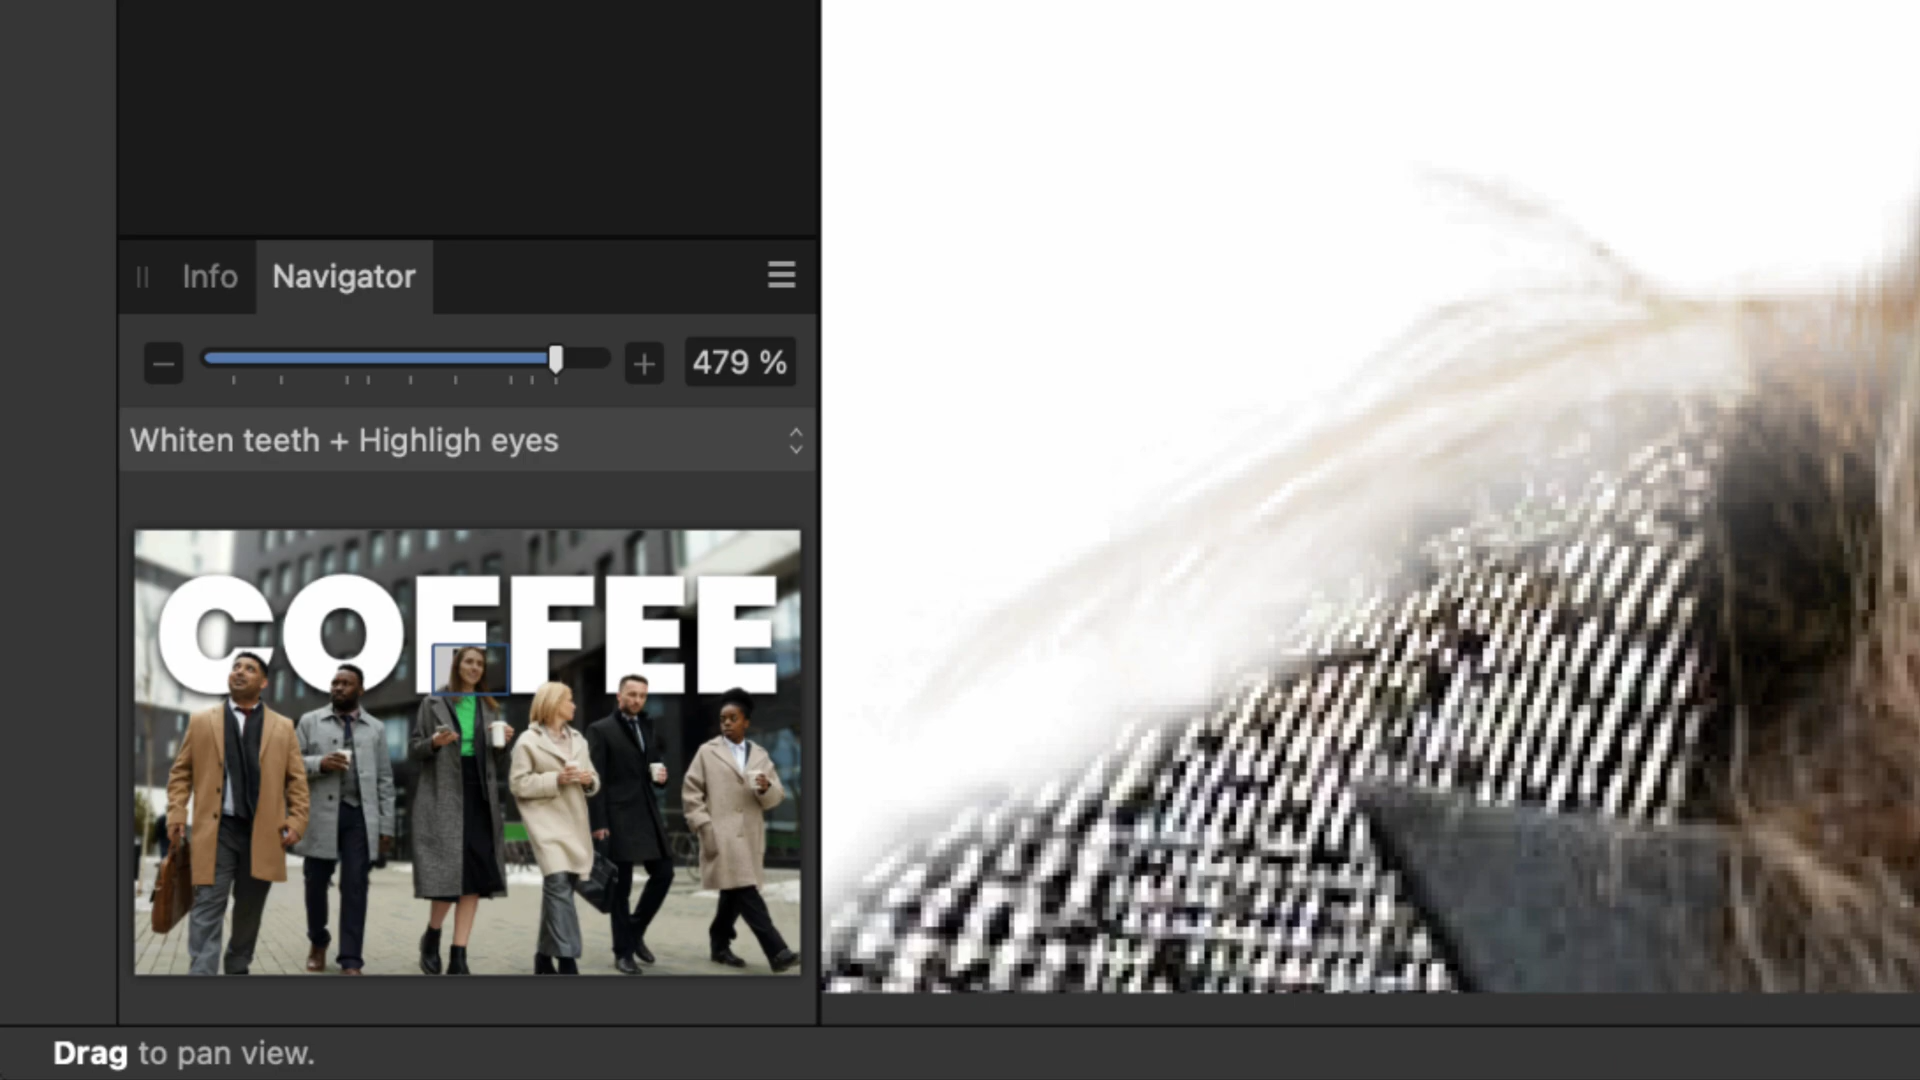 Info
Navigator
479 %
Whiten teeth + Highligh eyes
COFFEE
Drag to pan view.